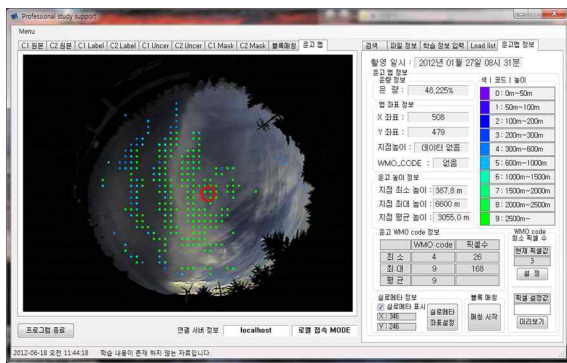 Professional study support
Menu
C1 원본 C2 원본 C1 Label C2 Label C1 Uncer C2 Uncer C1 Mask C2 Mask 블록매칭 운고 맵
검색 파일 정보 학습 정보 입력 Load list 운고맵 정보
촬영 일시 : 2012년 01월 27일 08시 31분
운고 맵 정보
운량 정보
운 량 : 48.225%
맵 좌표 정보
X 좌표 : 508
Y 좌표 : 479
지점높이 : 데이터 없음
WMO_CODE : 없음
운고 높이 정보
지점 최소 높이 : 387,8 m
지점 최대 높이 : 6600 m
지점 평균 높이 : 3055,0 m
색 | 코드 | 높이
0 : 0m~50m
1 : 50m~100m
2 : 100m~200m
3 : 200m~300m
4 : 300m~600m
5 : 600m~1000m
6 : 1000m~1500m
7 : 1500m~2000m
8 : 2000m~2500m
9 : 2500m~
운고 WMO code 정보
WMO code 픽셀수
최 소 4 26
최 대 9 168
평 균 9
WMO code
최소 픽셀 수
현재 픽셀값
3
설 정
픽셀 설정값
미리보기
실로메타 정보
실로메타 표시
X : 346
Y : 246
실로메타
좌표설정
블록 매칭
매칭 시작
프로그램 종료
연결 서버 정보 localhost 로컬 접속 MODE
2012-06-18 오전 11:44:18 학습 내용이 존재 하지 않는 자료입니다.